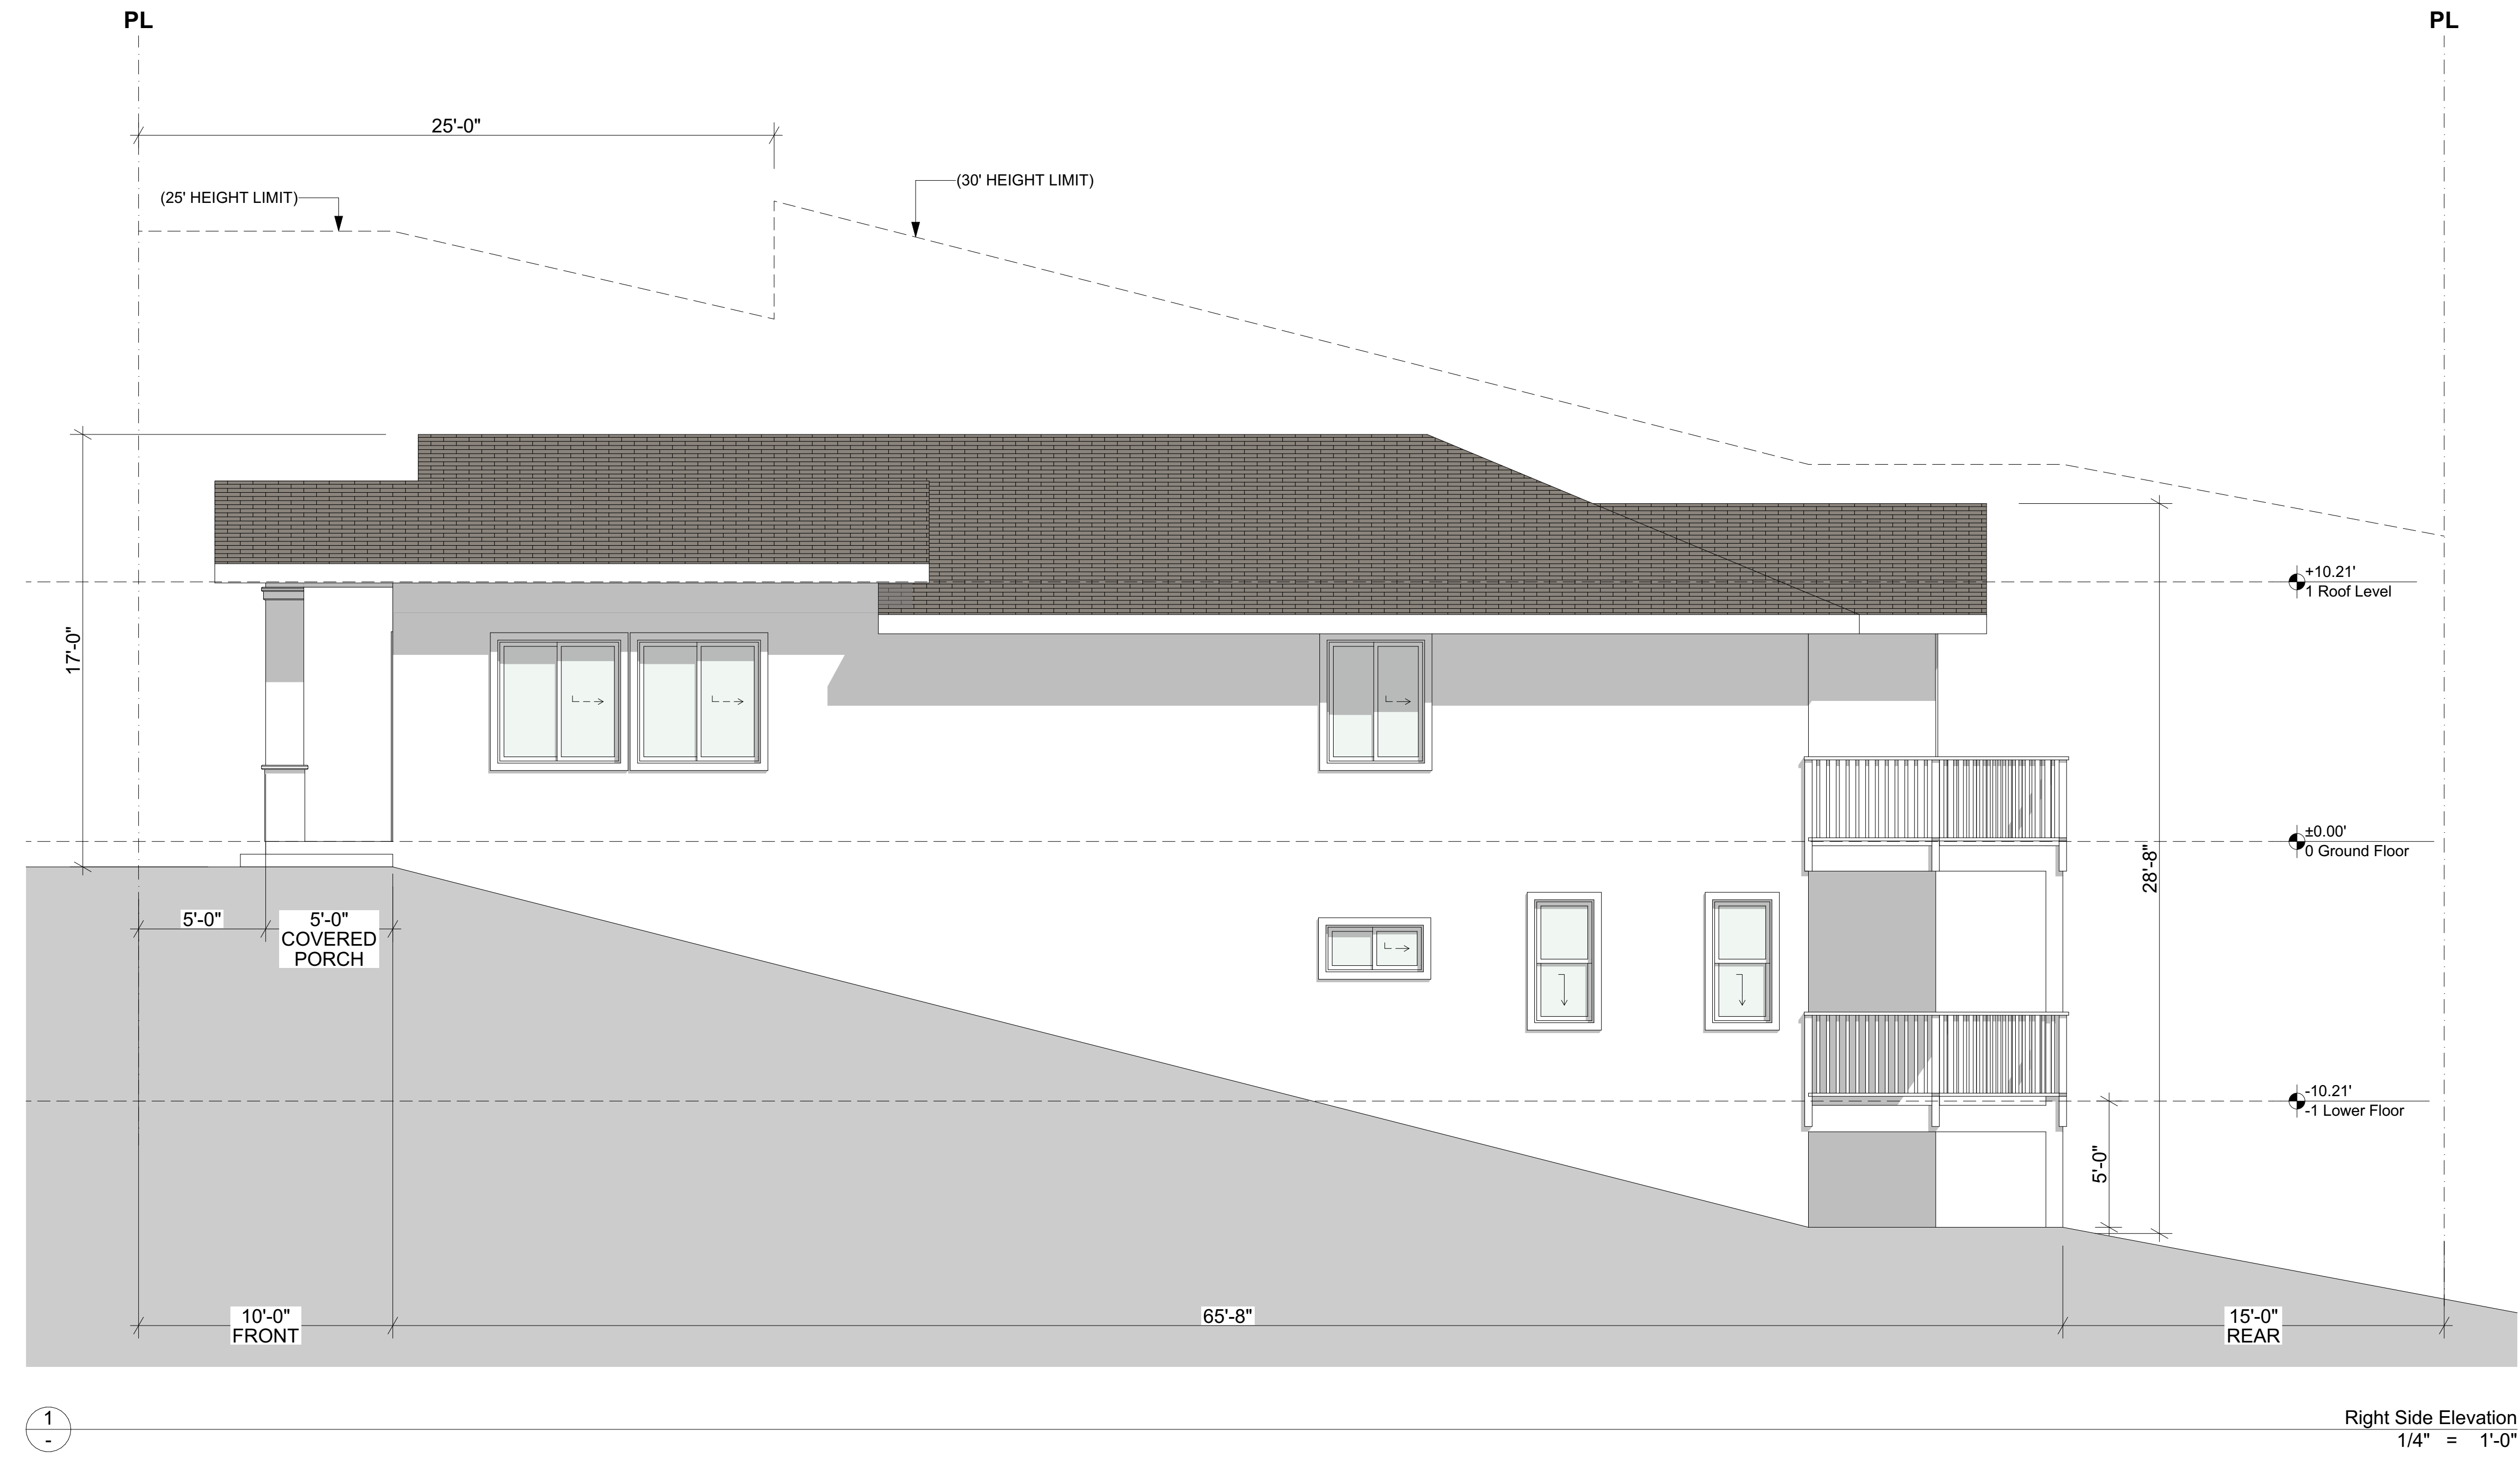 PL
PL
25'-0"
(30' HEIGHT LIMIT)
(25' HEIGHT LIMIT)
+10.21'
1 Roof Level
17'-0"
±0.00'
0 Ground Floor
28'-8"
5'-0"
5'-0"
COVERED
PORCH
-10.21'
-1 Lower Floor
5'-0"
10'-0"
FRONT
65'-8"
15'-0"
REAR
1
-
Right Side Elevation
1/4" = 1'-0"